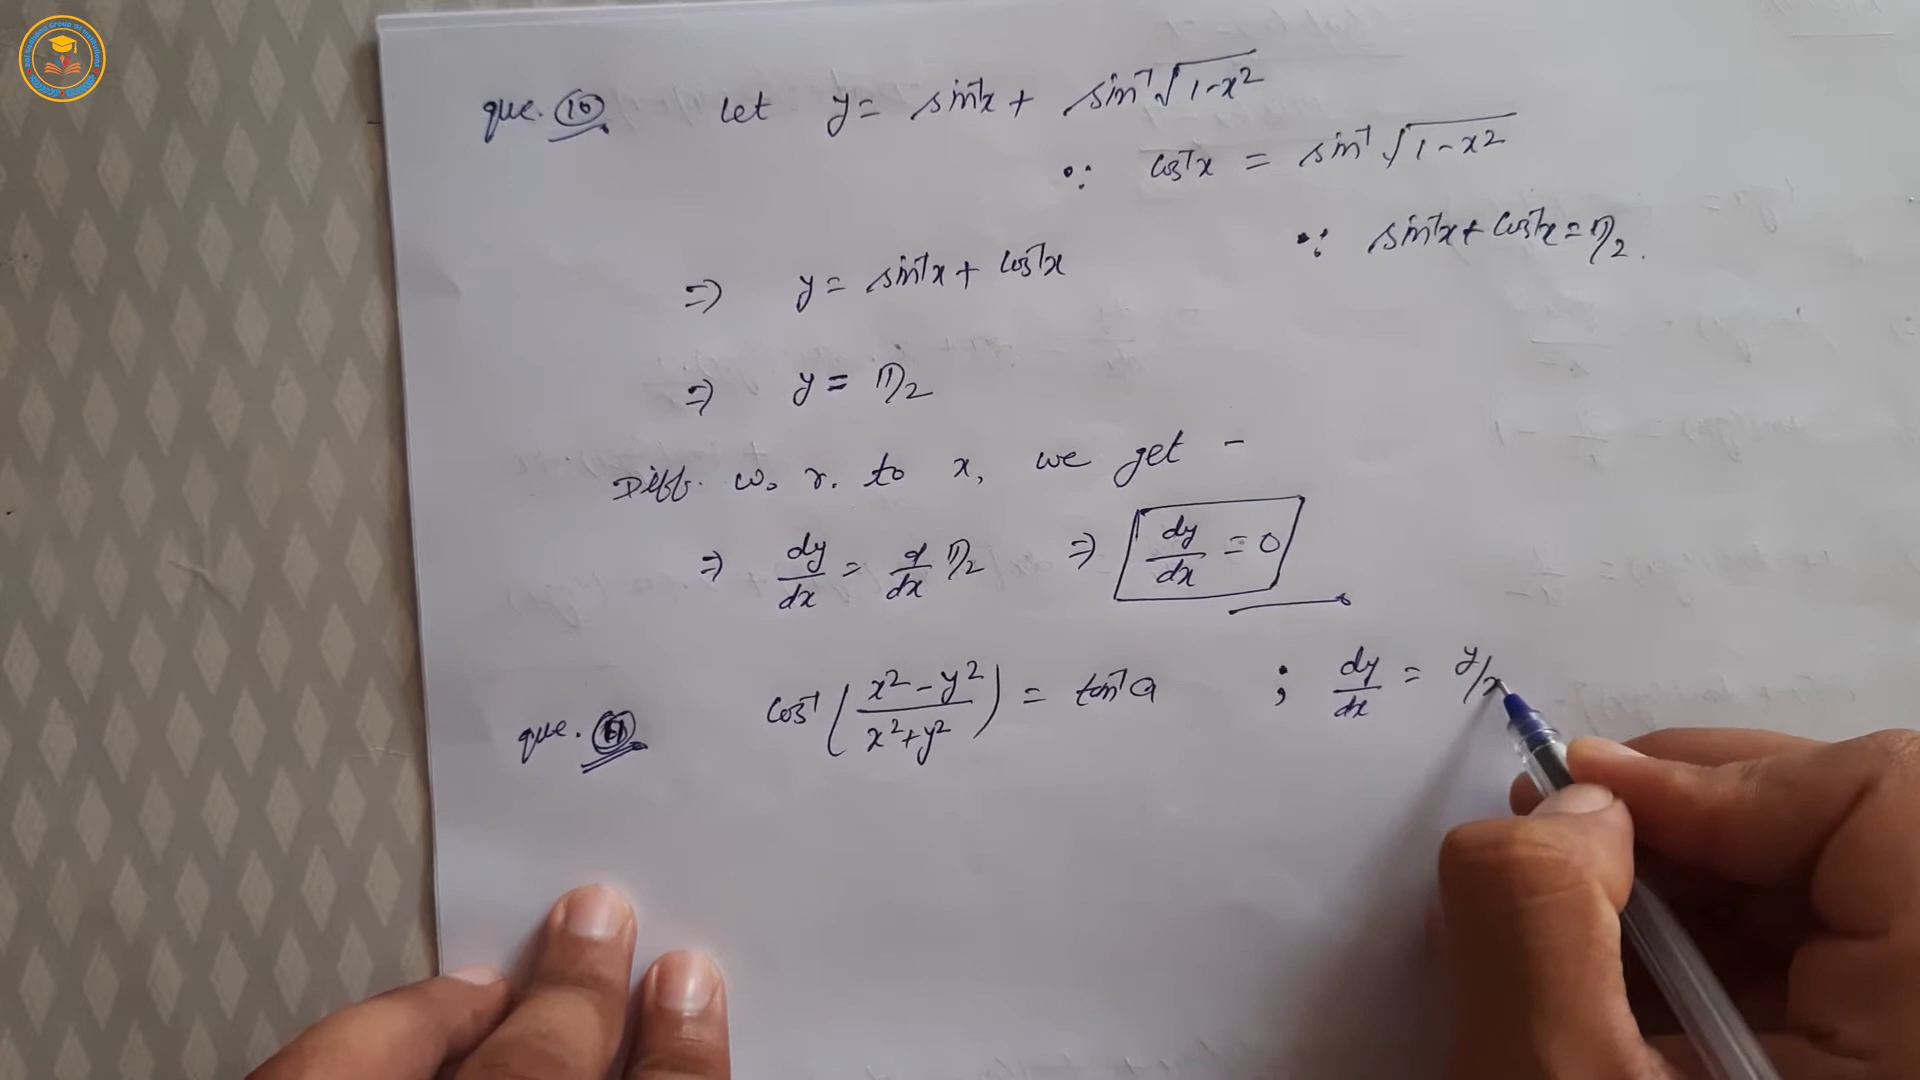 que. 10 Let y = sin⁻¹x + sin⁻¹√1-x²
∵ cos⁻¹x = sin⁻¹√1-x²
⇒ y = sin⁻¹x + cos⁻¹x ∵ sin⁻¹x + cos⁻¹x = π/2.
⇒ y = π/2
Diff. w. r. to x, we get -
⇒ dy/dx = d/dx π/2 ⇒ dy/dx = 0
que. 11 cos⁻¹(x²-y²/x²+y²) = tan⁻¹a ; dy/dx = y/x